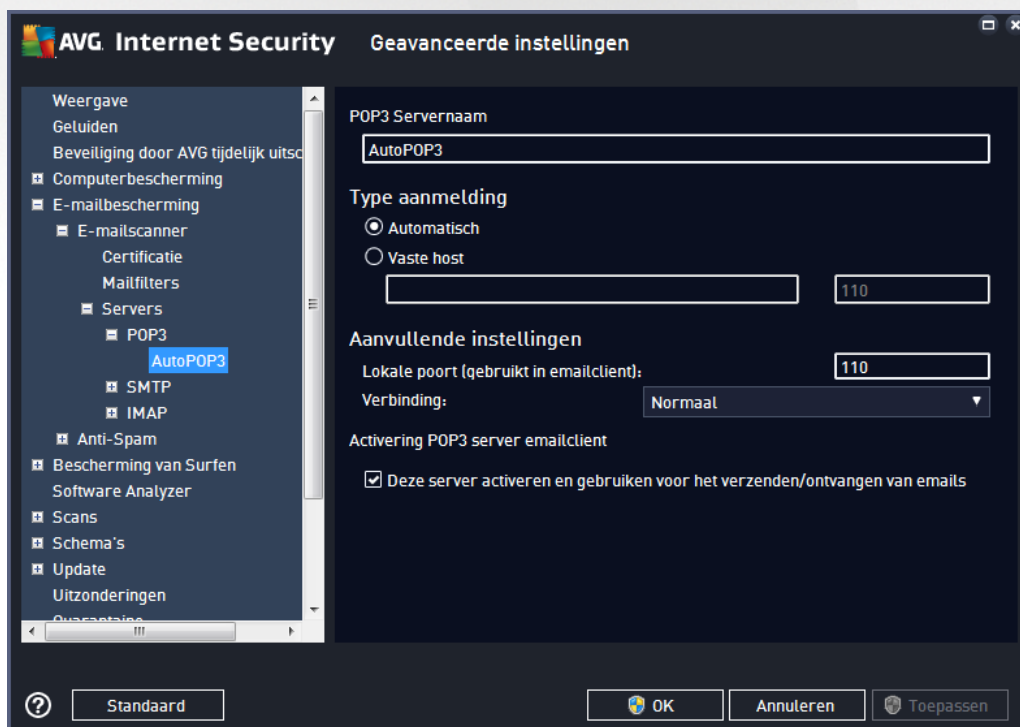 AVG Internet Security Geavanceerde instellingen
Weergave
Geluiden
Beveiliging door AVG tijdelijk uitsc
Computerbescherming
E-mailbescherming
E-mailscanner
Certificatie
Mailfilters
Servers
POP3
AutoPOP3
SMTP
IMAP
Anti-Spam
Bescherming van Surfen
Software Analyzer
Scans
Schema's
Update
Uitzonderingen
Quarantaine
POP3 Servernaam
AutoPOP3
Type aanmelding
Automatisch
Vaste host
110
Aanvullende instellingen
Lokale poort (gebruikt in emailclient): 110
Verbinding: Normaal
Activering POP3 server emailclient
Deze server activeren en gebruiken voor het verzenden/ontvangen van emails
Standaard OK Annuleren Toepassen